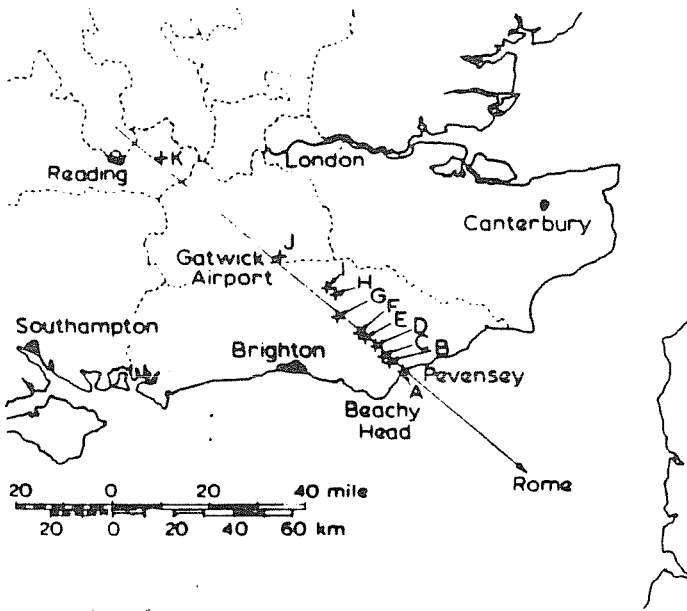 London
K
Reading
Canterbury
J
Gatwick
Airport
I
H
G
F
E
D
C
B
Southampton
Brighton
Pevensey
A
Beachy
Head
Rome
20 0 20 40 mile
20 0 20 40 60 km